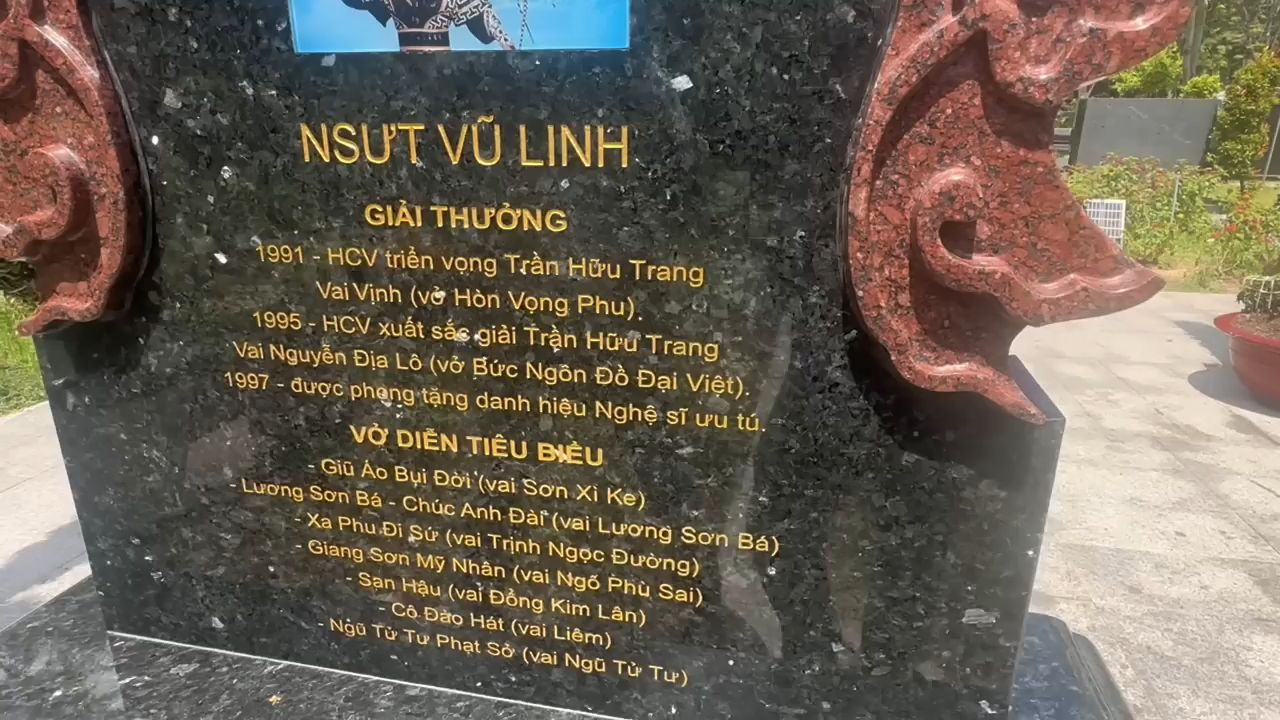 NSƯT VŨ LINH
GIẢI THƯỞNG
1991 - HCV triển vọng Trần Hữu Trang
Vai Vịnh (vở Hòn Vọng Phu).
1995 - HCV xuất sắc giải Trần Hữu Trang
Vai Nguyễn Địa Lô (vở Bức Ngôn Đồ Đại Việt).
1997 - được phong tặng danh hiệu Nghệ sĩ ưu tú.
VỞ DIỄN TIÊU BIỂU
- Giũ Áo Bụi Đời (vai Sơn Xì Ke)
- Lương Sơn Bá - Chúc Anh Đài (vai Lương Sơn Bá)
- Xa Phu Đi Sứ (vai Trịnh Ngọc Đường)
- Giang Sơn Mỹ Nhân (vai Ngõ Phù Sai)
- Sạn Hậu (vai Đổng Kim Lân)
- Cô Đào Hát (vai Liêm)
- Ngũ Tử Tư Phạt Sở (vai Ngũ Tử Tư)